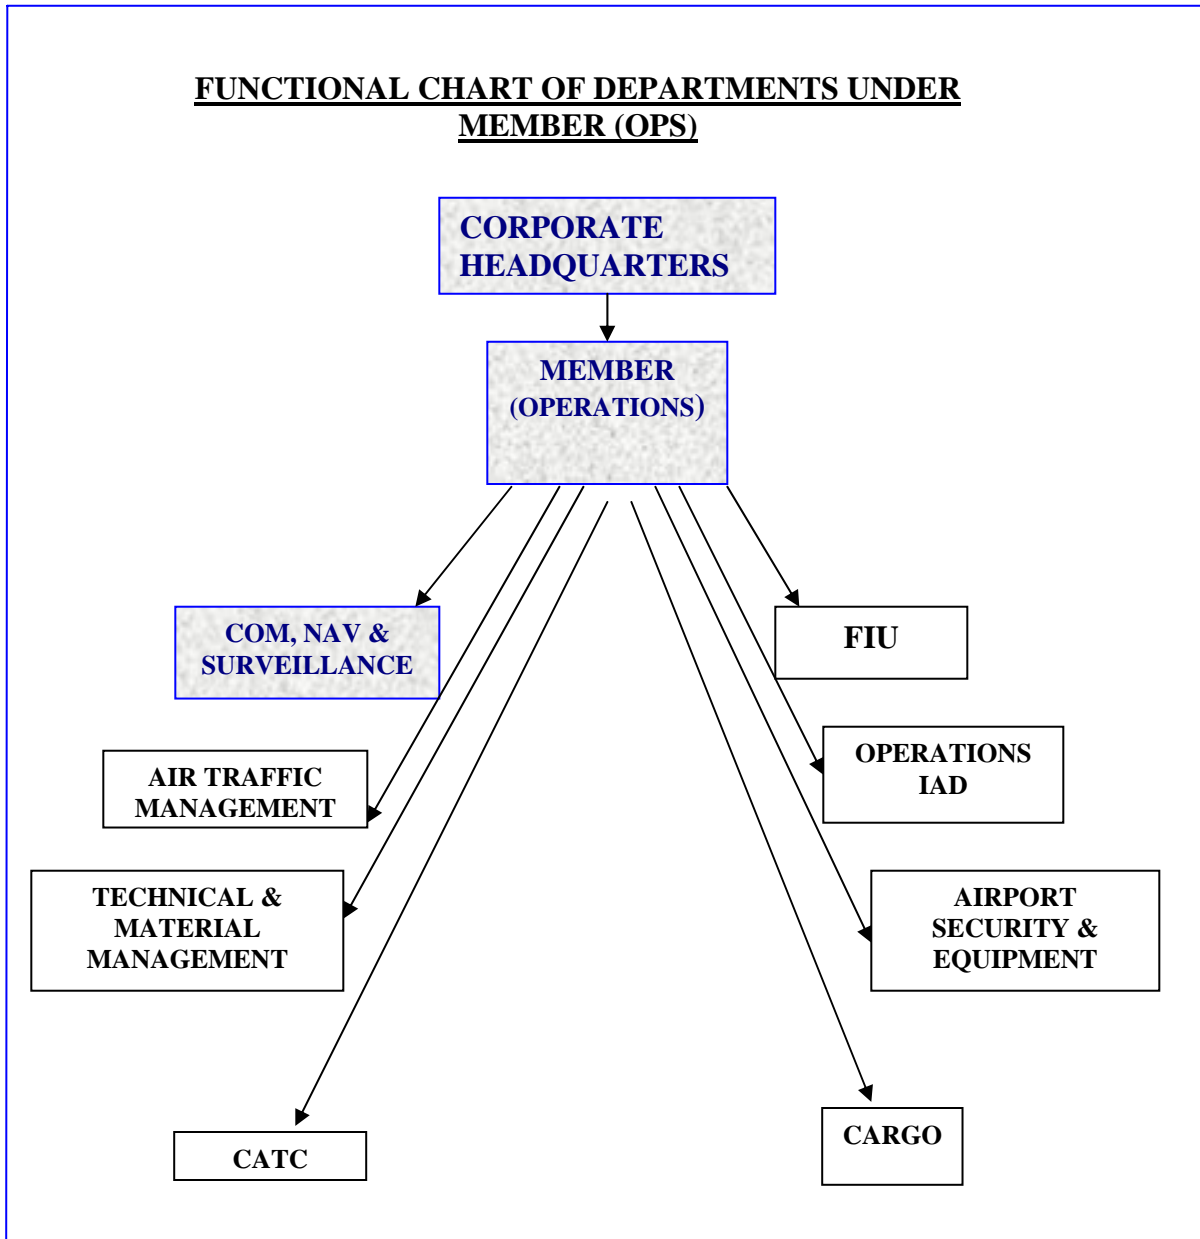 FUNCTIONAL CHART OF DEPARTMENTS UNDER
MEMBER (OPS)
CORPORATE
HEADQUARTERS
MEMBER
(OPERATIONS)
COM, NAV &
SURVEILLANCE
FIU
AIR TRAFFIC
MANAGEMENT
OPERATIONS
IAD
TECHNICAL &
MATERIAL
MANAGEMENT
AIRPORT
SECURITY &
EQUIPMENT
CATC
CARGO